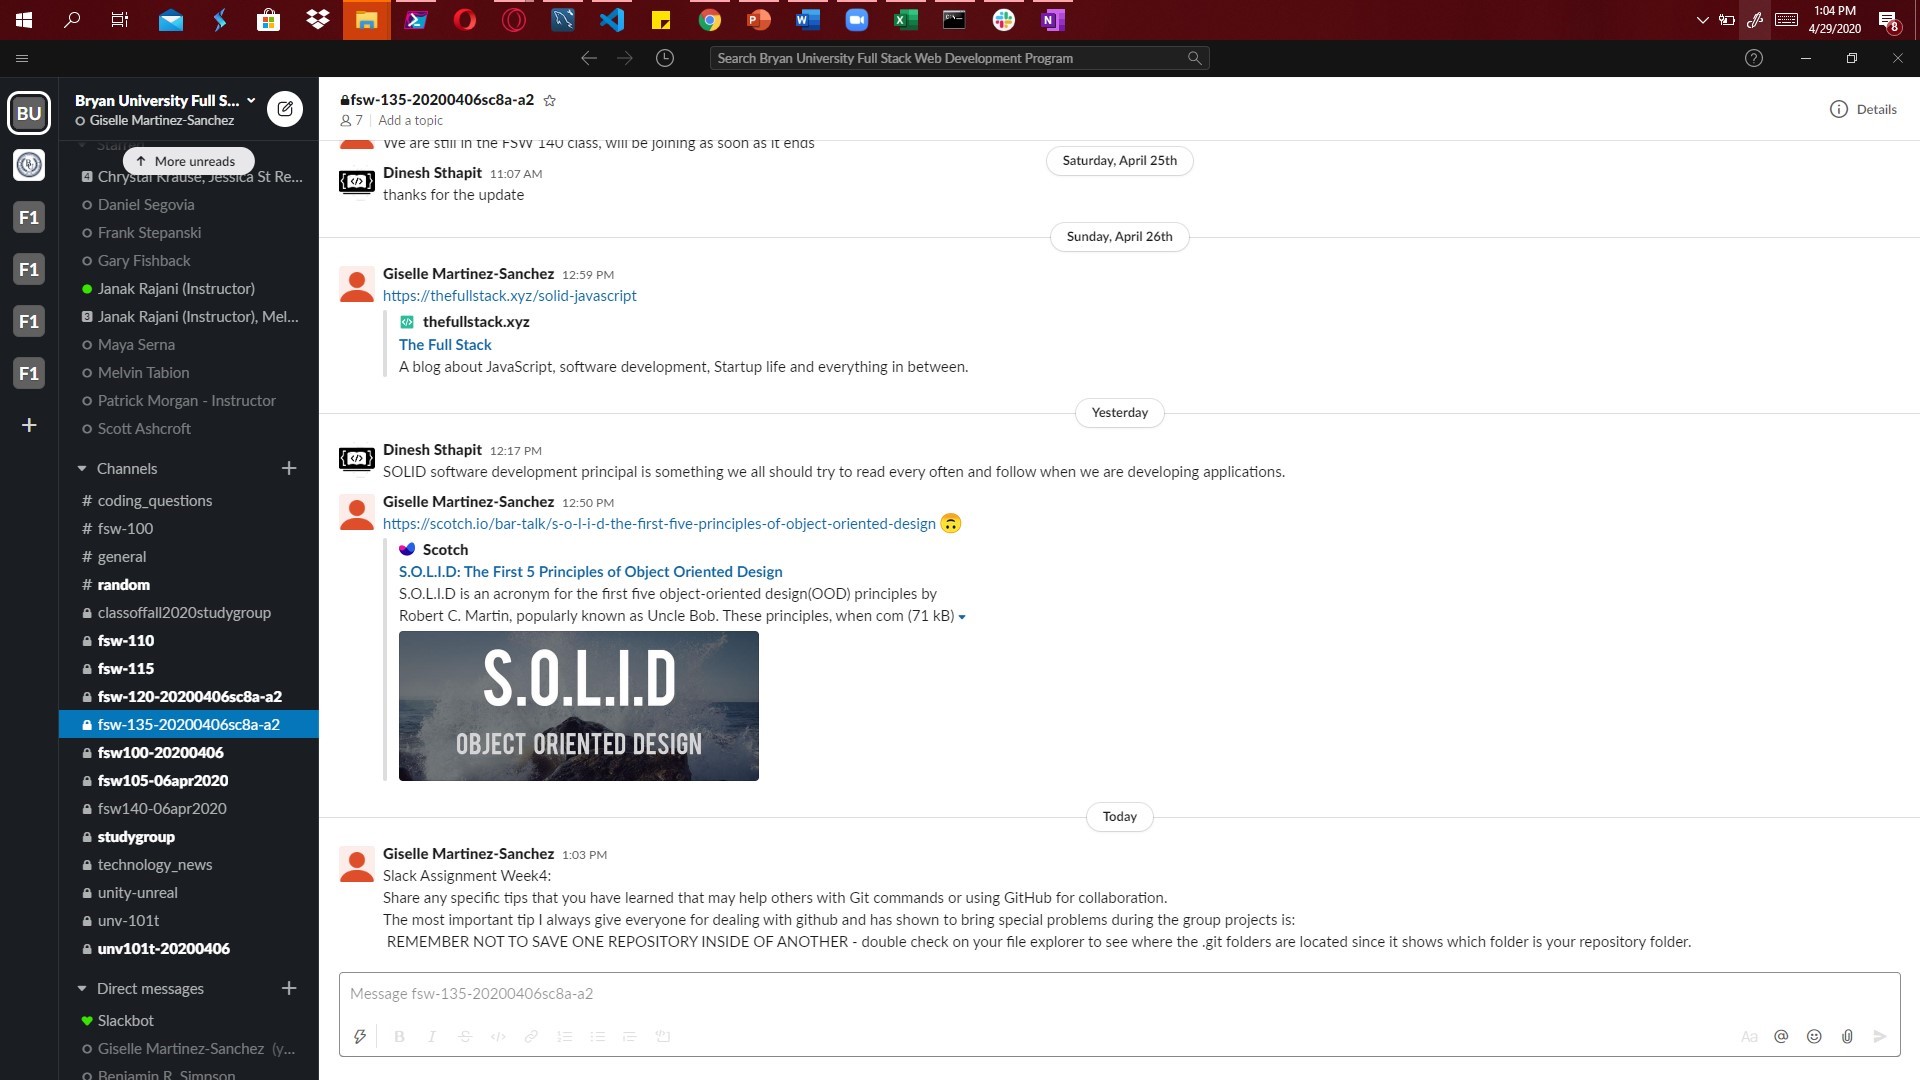 1:04 PM
4/29/2020
8
Search Bryan University Full Stack Web Development Program
BU
F1
F1
F1
F1
Bryan University Full S...
Giselle Martinez-Sanchez
Starred
More unreads
4 Chrystal Krause, Jessica St Re...
Daniel Segovia
Frank Stepanski
Gary Fishback
Janak Rajani (Instructor)
3 Janak Rajani (Instructor), Mel...
Maya Serna
Melvin Tabion
Patrick Morgan - Instructor
Scott Ashcroft
Channels
# coding_questions
# fsw-100
# general
# random
classoffall2020studygroup
fsw-110
fsw-115
fsw-120-20200406sc8a-a2
fsw-135-20200406sc8a-a2
fsw100-20200406
fsw105-06apr2020
fsw140-06apr2020
studygroup
technology_news
unity-unreal
unv-101t
unv101t-20200406
Direct messages
Slackbot
Giselle Martinez-Sanchez (y...
Benjamin R. Simpson
fsw-135-20200406sc8a-a2
7 | Add a topic
Details
We are still in the FSW 140 class, will be joining as soon as it ends
Saturday, April 25th
Dinesh Sthapit 11:07 AM
thanks for the update
Sunday, April 26th
Giselle Martinez-Sanchez 12:59 PM
https://thefullstack.xyz/solid-javascript
thefullstack.xyz
The Full Stack
A blog about JavaScript, software development, Startup life and everything in between.
Yesterday
Dinesh Sthapit 12:17 PM
SOLID software development principal is something we all should try to read every often and follow when we are developing applications.
Giselle Martinez-Sanchez 12:50 PM
https://scotch.io/bar-talk/s-o-l-i-d-the-first-five-principles-of-object-oriented-design 🙃
Scotch
S.O.L.I.D: The First 5 Principles of Object Oriented Design
S.O.L.I.D is an acronym for the first five object-oriented design(OOD) principles by
Robert C. Martin, popularly known as Uncle Bob. These principles, when com (71 kB)
S.O.L.I.D
OBJECT ORIENTED DESIGN
Today
Giselle Martinez-Sanchez 1:03 PM
Slack Assignment Week4:
Share any specific tips that you have learned that may help others with Git commands or using GitHub for collaboration.
The most important tip I always give everyone for dealing with github and has shown to bring special problems during the group projects is:
REMEMBER NOT TO SAVE ONE REPOSITORY INSIDE OF ANOTHER - double check on your file explorer to see where the .git folders are located since it shows which folder is your repository folder.
Message fsw-135-20200406sc8a-a2
B I S </> Aa @